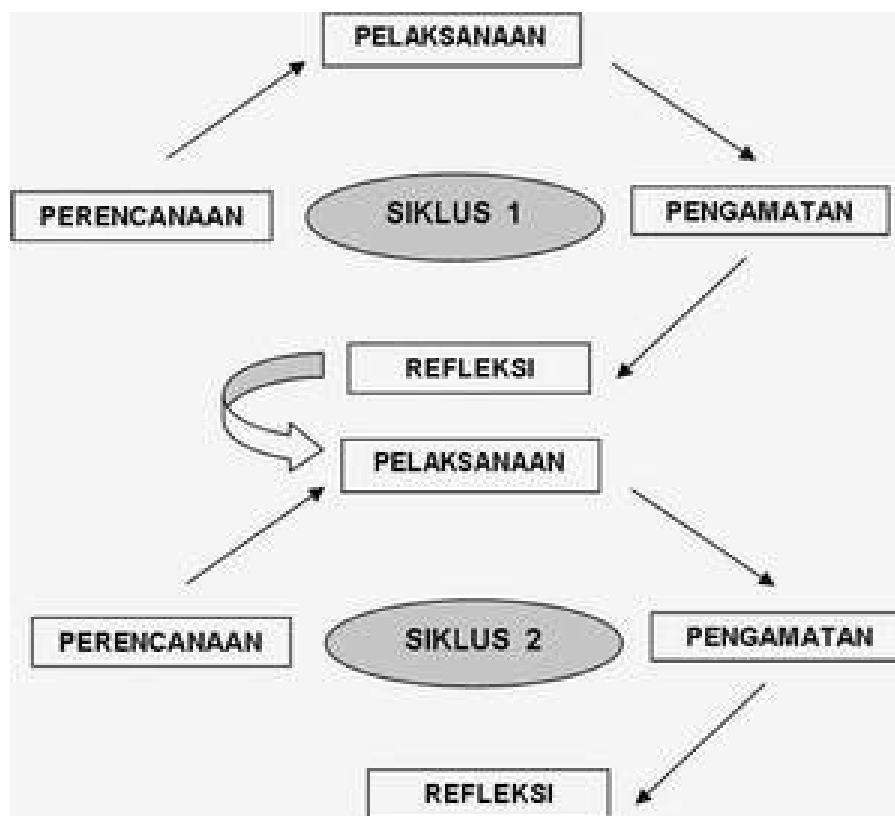 PELAKSANAAN
PERENCANAAN
SIKLUS 1
PENGAMATAN
REFLEKSI
PELAKSANAAN
PERENCANAAN
SIKLUS 2
PENGAMATAN
REFLEKSI